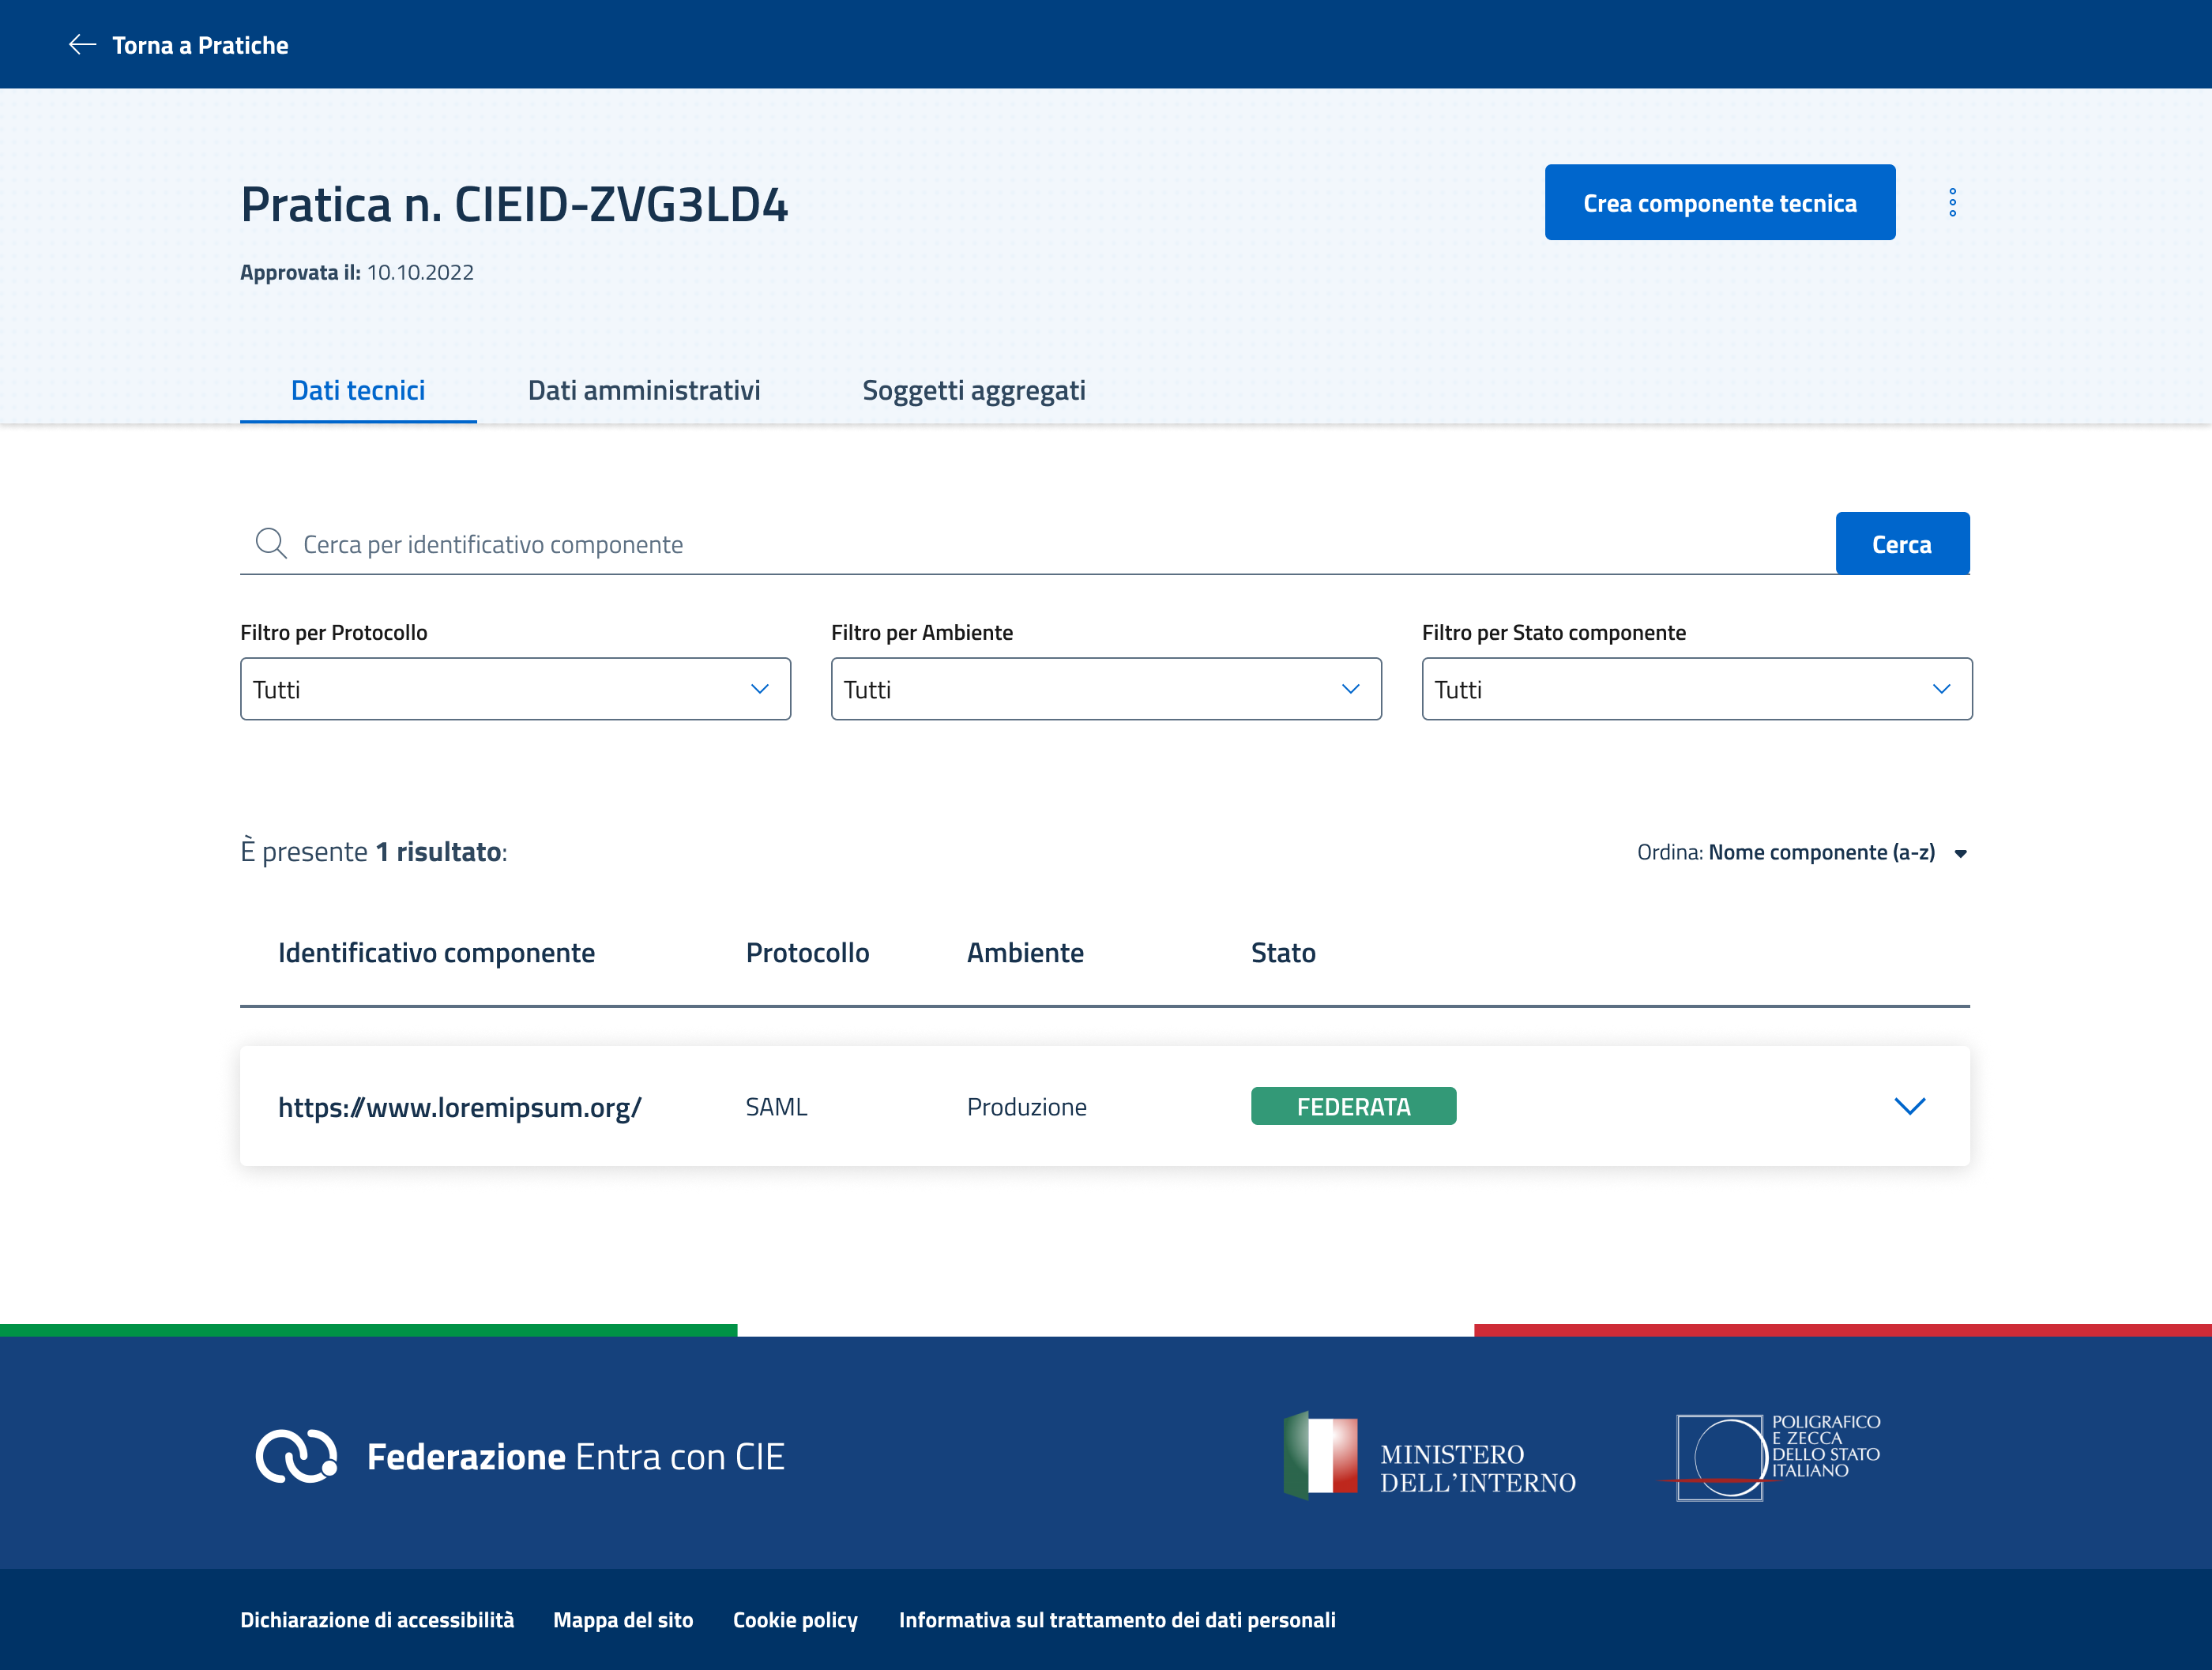 Torna a Pratiche
Pratica n. CIEID-ZVG3LD4
Crea componente tecnica
Approvata il: 10.10.2022
Dati tecnici
Dati amministrativi
Soggetti aggregati
Cerca per identificativo componente
Cerca
Filtro per Protocollo
Filtro per Ambiente
Filtro per Stato componente
Tutti
Tutti
Tutti
È presente 1 risultato:
Ordina: Nome componente (a-z)
Identificativo componente
Protocollo
Ambiente
Stato
https://www.loremipsum.org/
SAML
Produzione
FEDERATA
Federazione Entra con CIE
MINISTERO
DELL'INTERNO
POLIGRAFICO
E ZECCA
DELLO STATO
ITALIANO
Dichiarazione di accessibilità
Mappa del sito
Cookie policy
Informativa sul trattamento dei dati personali